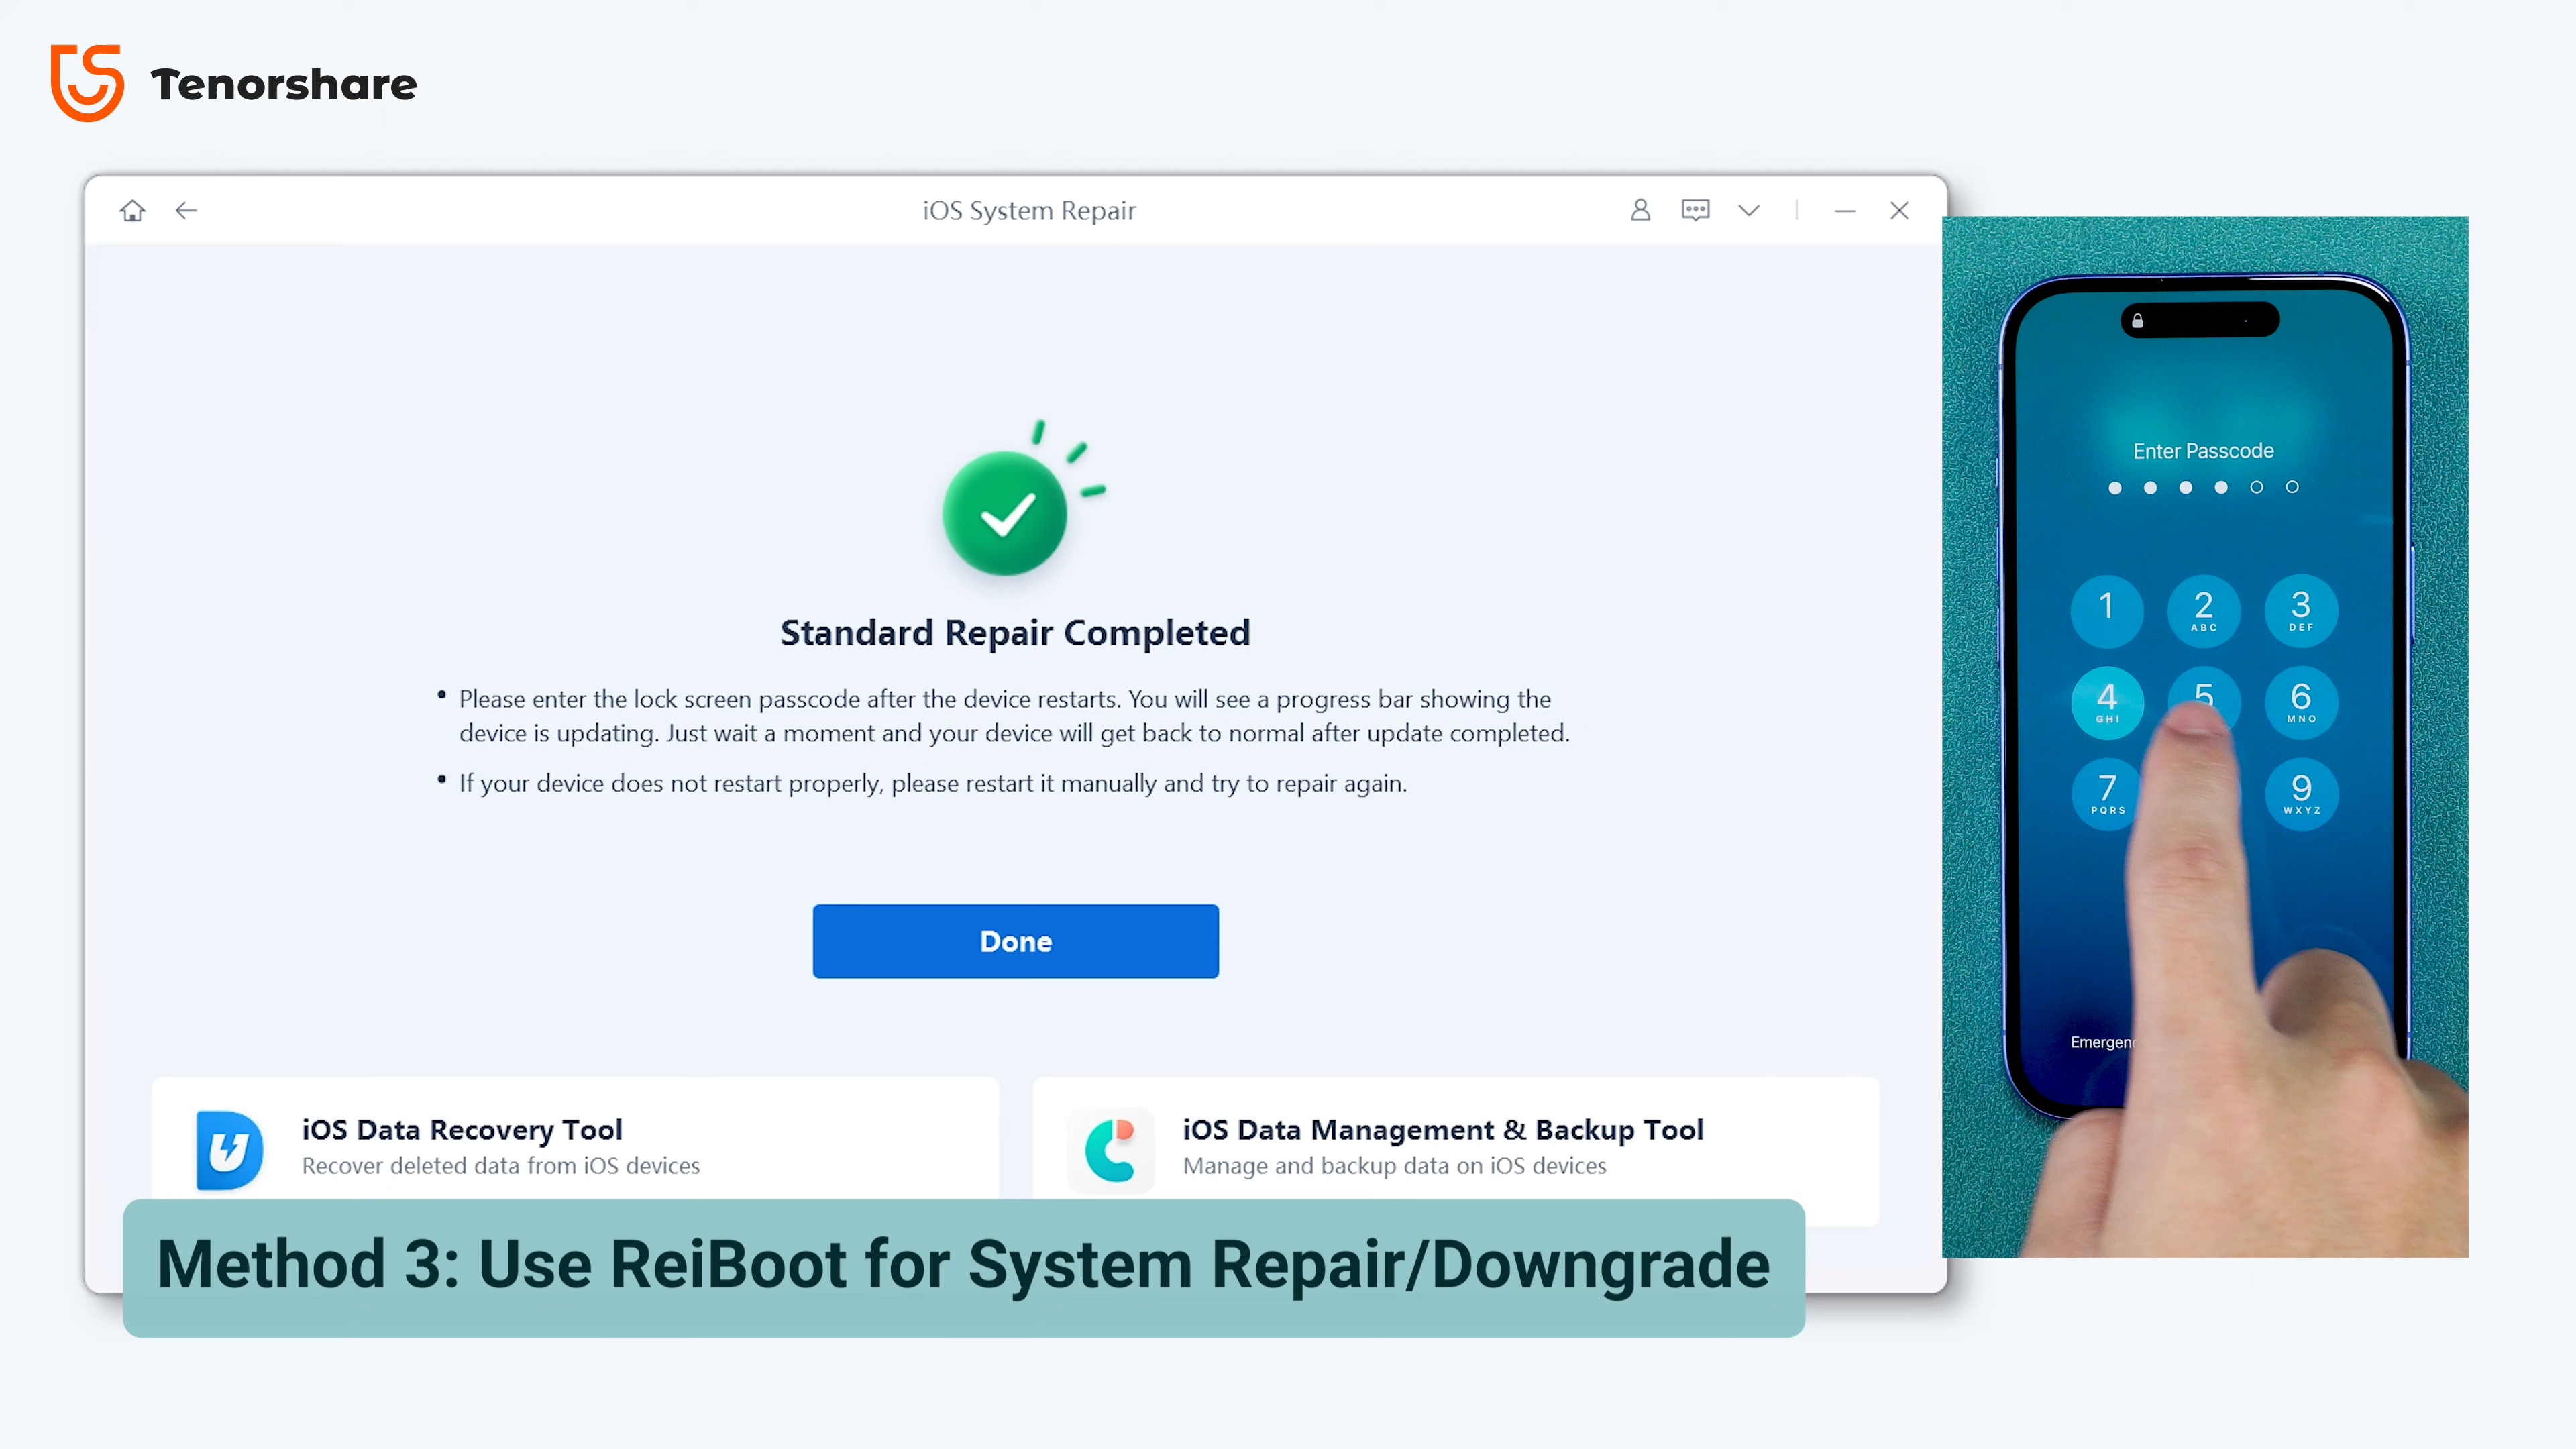 Tenorshare
iOS System Repair
Standard Repair Completed
• Please enter the lock screen passcode after the device restarts. You will see a progress bar showing the
device is updating. Just wait a moment and your device will get back to normal after update completed.
• If your device does not restart properly, please restart it manually and try to repair again.
Done
iOS Data Recovery Tool
Recover deleted data from iOS devices
iOS Data Management & Backup Tool
Manage and backup data on iOS devices
Method 3: Use ReiBoot for System Repair/Downgrade
Enter Passcode
1 2 3
ABC DEF
4 5 6
GHI MNO
7 9
PQRS WXYZ